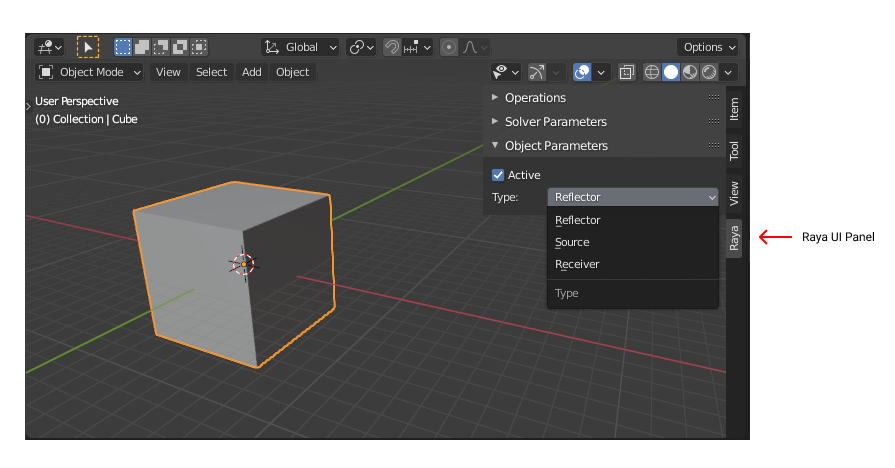 Global
Options
Object Mode View Select Add Object
User Perspective
(0) Collection | Cube
Operations
Solver Parameters
Object Parameters
Active
Type: Reflector
Reflector
Source
Receiver
Type
Item
Tool
View
Raya
Raya UI Panel